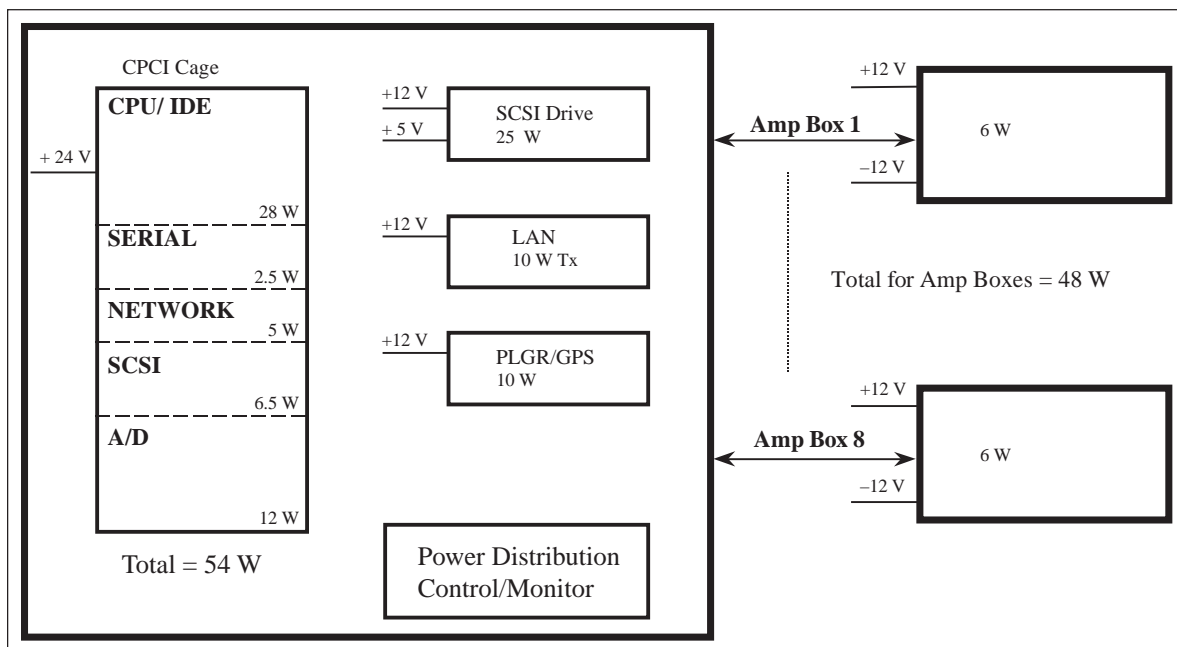 CPCI Cage
CPU/ IDE
+ 24 V
28 W
SERIAL
2.5 W
NETWORK
5 W
SCSI
6.5 W
A/D
12 W
Total = 54 W
+12 V
+ 5 V
SCSI Drive
25 W
+12 V
LAN
10 W Tx
+12 V
PLGR/GPS
10 W
Power Distribution
Control/Monitor
Amp Box 1
+12 V
6 W
–12 V
Total for Amp Boxes = 48 W
Amp Box 8
+12 V
6 W
–12 V